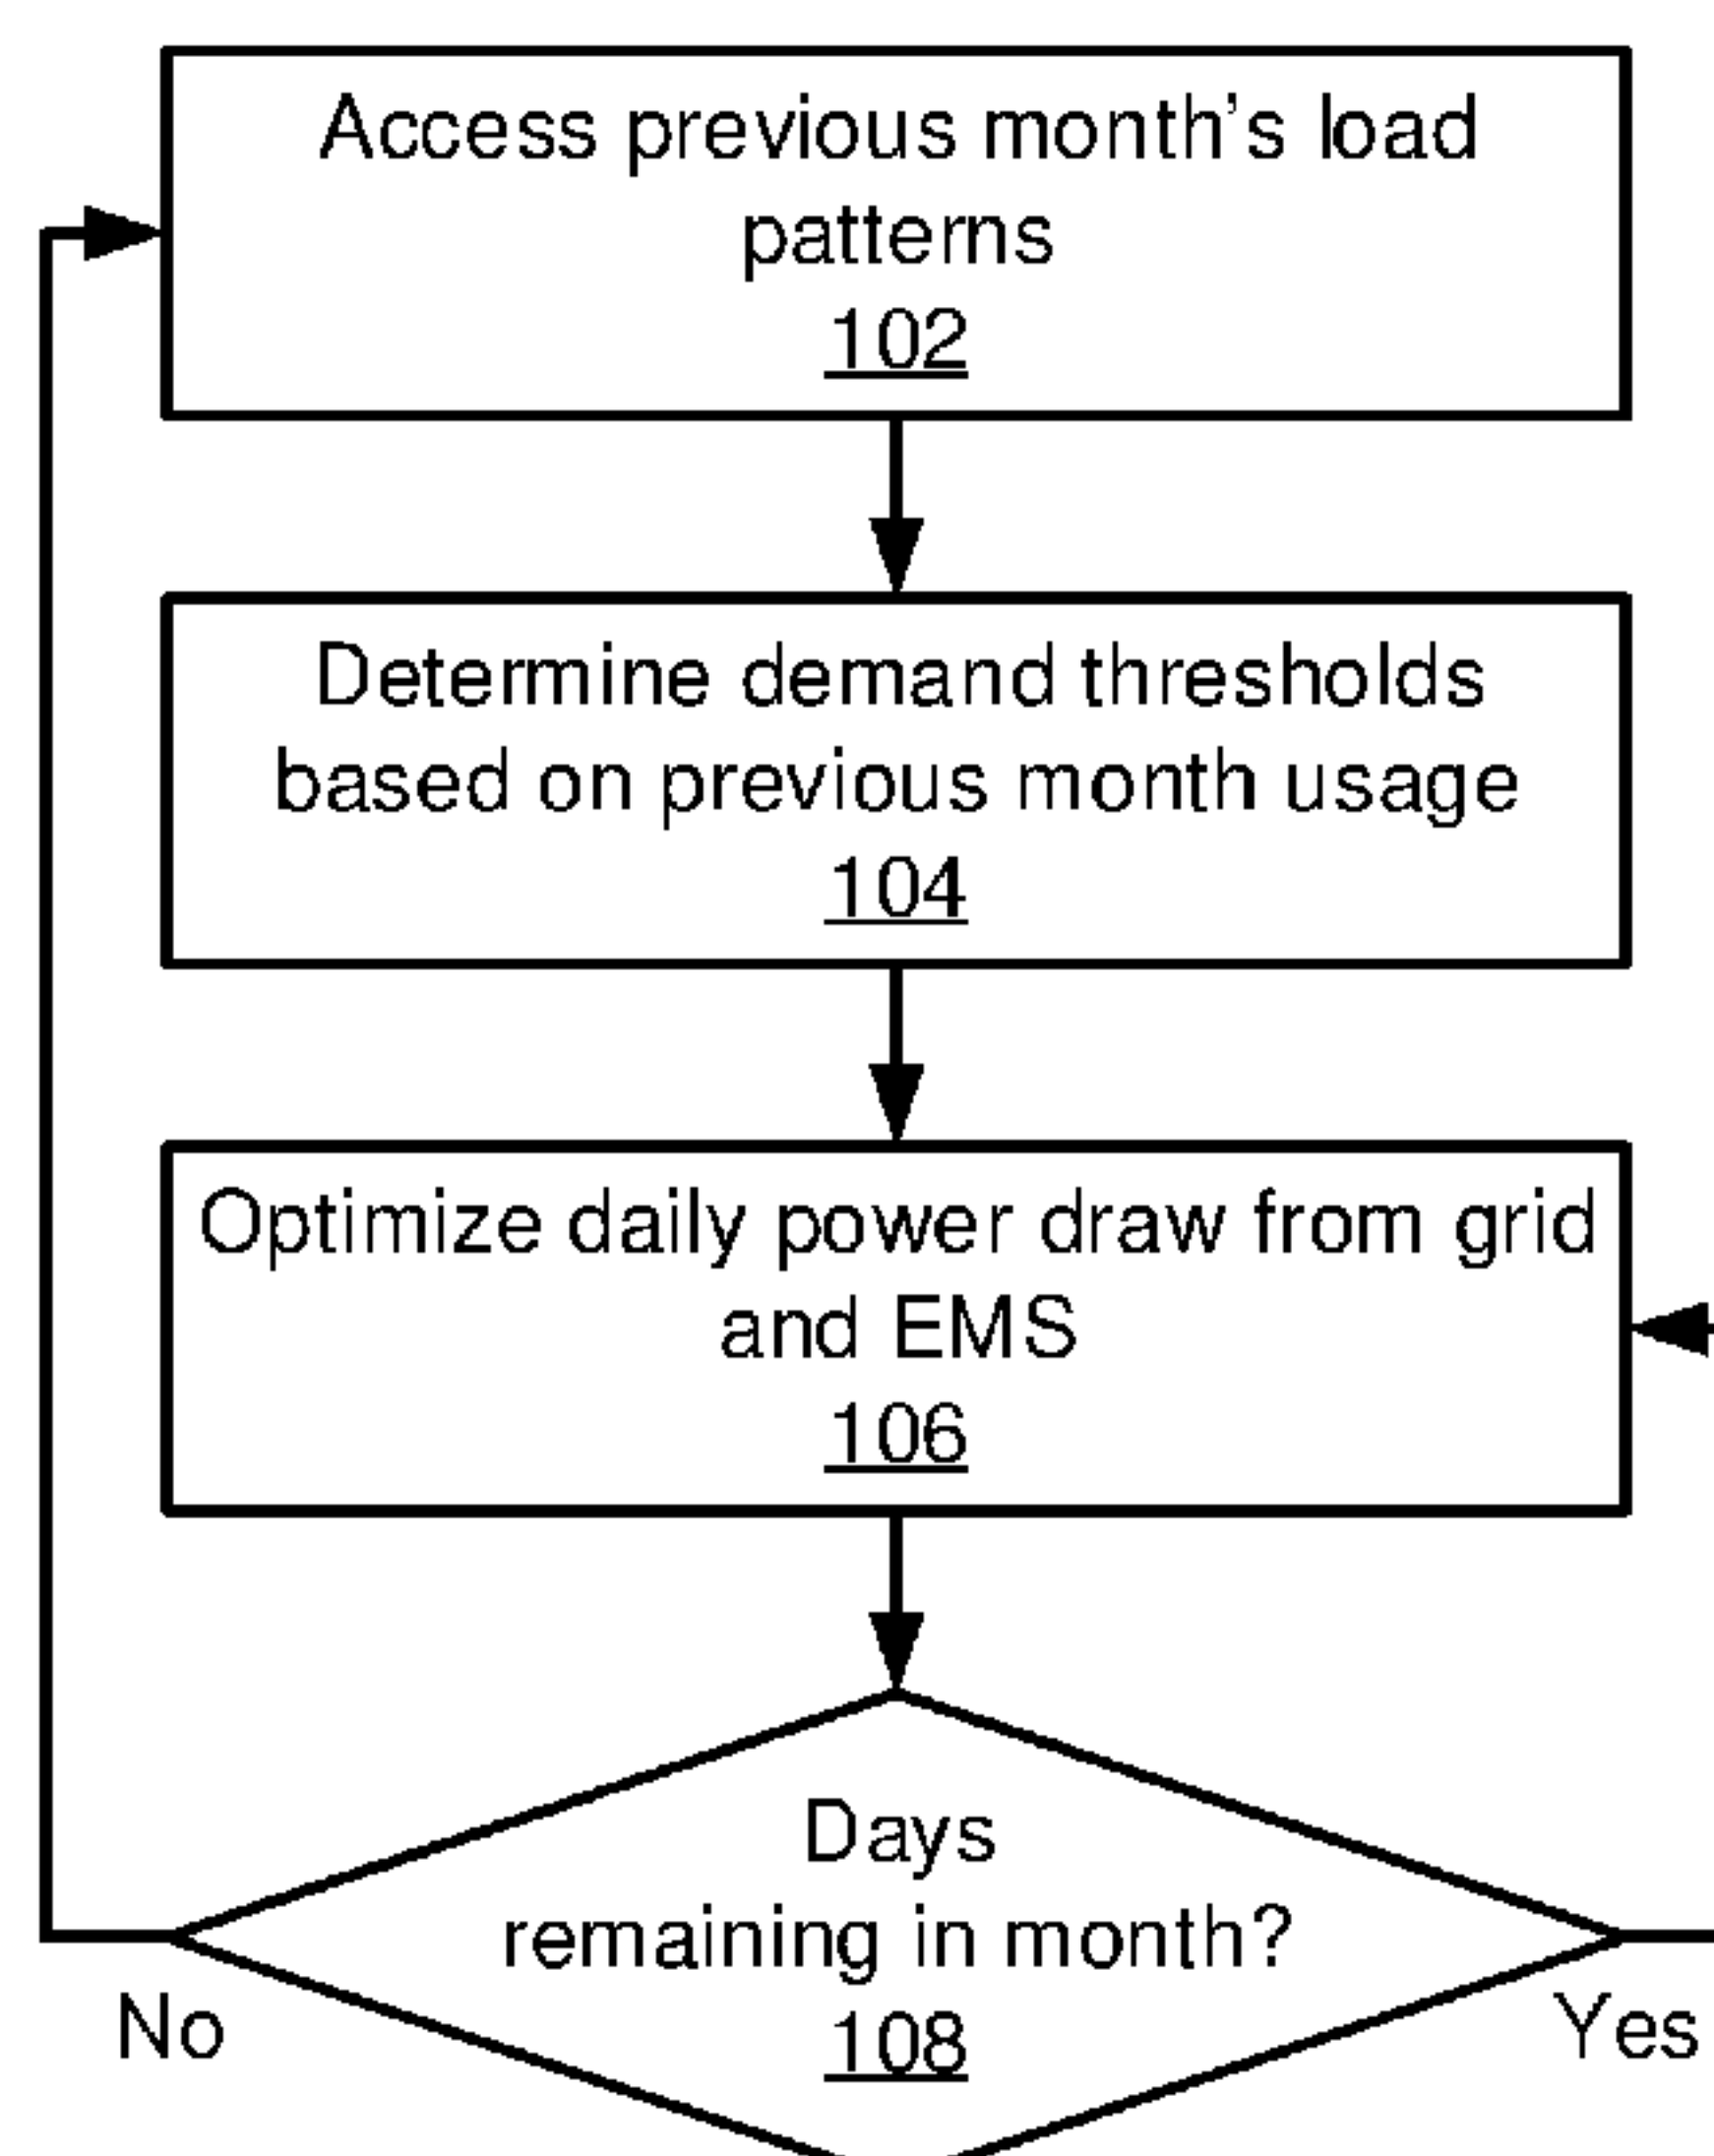 Access previous month's load
patterns
102
Determine demand thresholds
based on previous month usage
104
Optimize daily power draw from grid
and EMS
106
Days
remaining in month?
108
No
Yes